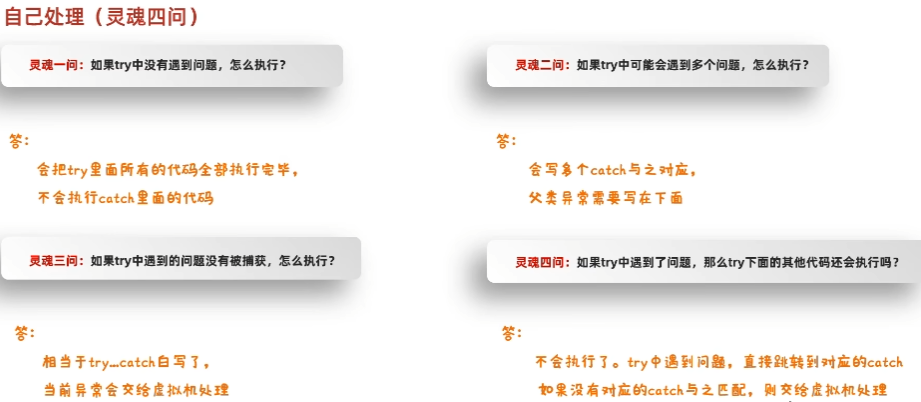 自己处理（灵魂四问）
灵魂一问：如果try中没有遇到问题，怎么执行？
答：
会把try里面所有的代码全部执行完毕，
不会执行catch里面的代码
灵魂二问：如果try中可能会遇到多个问题，怎么执行？
答：
会写多个catch与之对应，
父类异常需要写在下面
灵魂三问：如果try中遇到的问题没有被捕获，怎么执行？
答：
相当于try...catch白写了，
当前异常会交给虚拟机处理
灵魂四问：如果try中遇到了问题，那么try下面的其他代码还会执行吗？
答：
不会执行了。try中遇到问题，直接跳转到对应的catch
如果没有对应的catch与之匹配，则交给虚拟机处理